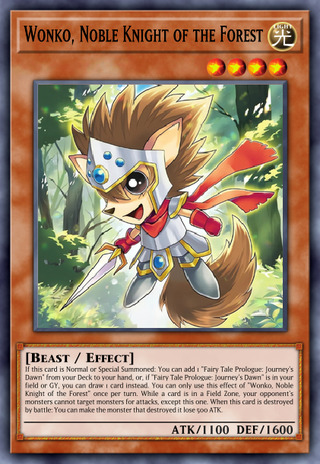 Wonko, Noble Knight of the Forest
LIGHT
光
[Beast / Effect]
If this card is Normal or Special Summoned: You can add 1 "Fairy Tale Prologue: Journey's
Dawn" from your Deck to your hand, or, if "Fairy Tale Prologue: Journey's Dawn" is in your
field or GY, you can draw 1 card instead. You can only use this effect of "Wonko, Noble
Knight of the Forest" once per turn. While a card is in a Field Zone, your opponent's
monsters cannot target monsters for attacks, except this one. When this card is destroyed
by battle: You can make the monster that destroyed it lose 500 ATK.
ATK/1100 DEF/1600